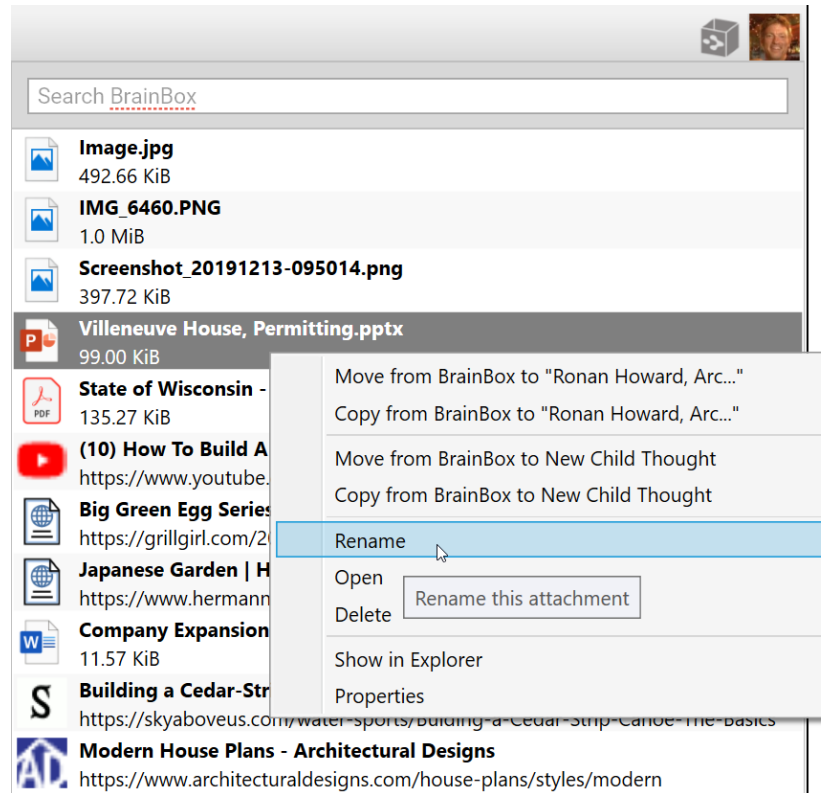 Search BrainBox
Image.jpg
492.66 KiB
IMG_6460.PNG
1.0 MiB
Screenshot_20191213-095014.png
397.72 KiB
Villeneuve House, Permitting.pptx
99.00 KiB
State of Wisconsin -
135.27 KiB
(10) How To Build A
https://www.youtube.
Big Green Egg Series
https://grillgirl.com/20
Japanese Garden | H
https://www.hermann
Company Expansion
11.57 KiB
Building a Cedar-Str
https://skyaboveus.com/water-sports/Building-a-Cedar-Strip-Canoe-The-Basics
Modern House Plans - Architectural Designs
https://www.architecturaldesigns.com/house-plans/styles/modern
Move from BrainBox to "Ronan Howard, Arc..."
Copy from BrainBox to "Ronan Howard, Arc..."
Move from BrainBox to New Child Thought
Copy from BrainBox to New Child Thought
Rename
Open
Rename this attachment
Delete
Show in Explorer
Properties
P
PDF
W
S
AD